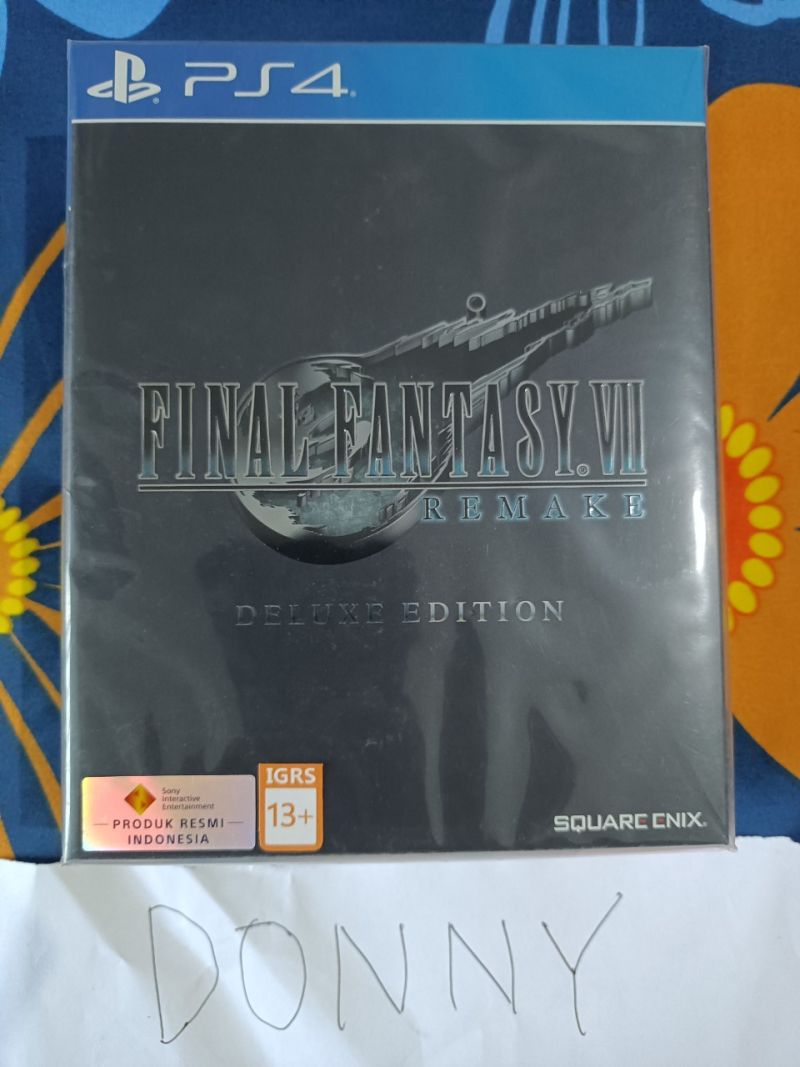 PS4
FINAL FANTASY. VII
REMAKE
DELUXE EDITION
Sony
Interactive
Entertainment
PRODUK RESMI
INDONESIA
IGRS
13+
SQUARE ENIX.
DONNY